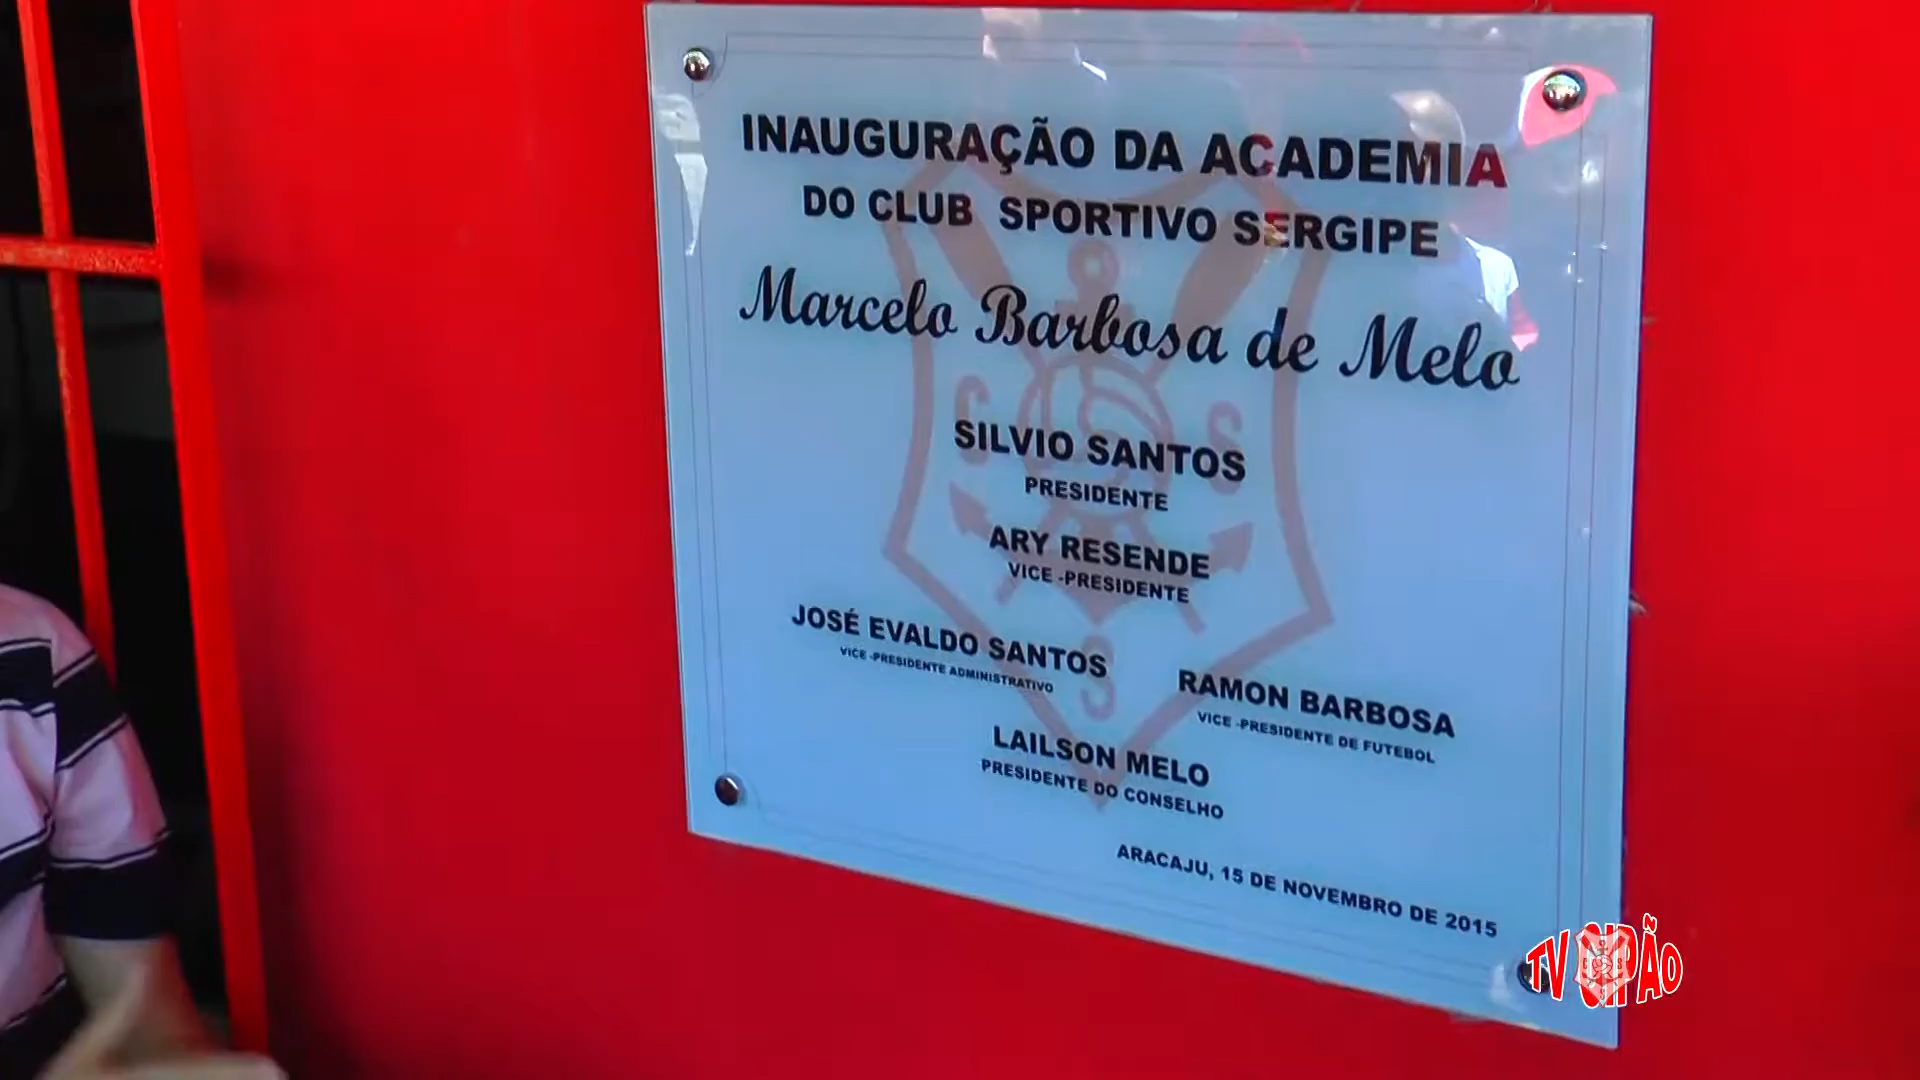 INAUGURAÇÃO DA ACADEMIA
DO CLUB SPORTIVO SERGIPE
Marcelo Barbosa de Melo
C S
SILVIO SANTOS
PRESIDENTE
ARY RESENDE
VICE -PRESIDENTE
JOSÉ EVALDO SANTOS
VICE -PRESIDENTE ADMINISTRATIVO
S
RAMON BARBOSA
VICE -PRESIDENTE DE FUTEBOL
LAILSON MELO
PRESIDENTE DO CONSELHO
ARACAJU, 15 DE NOVEMBRO DE 2015
TV GIPÃO